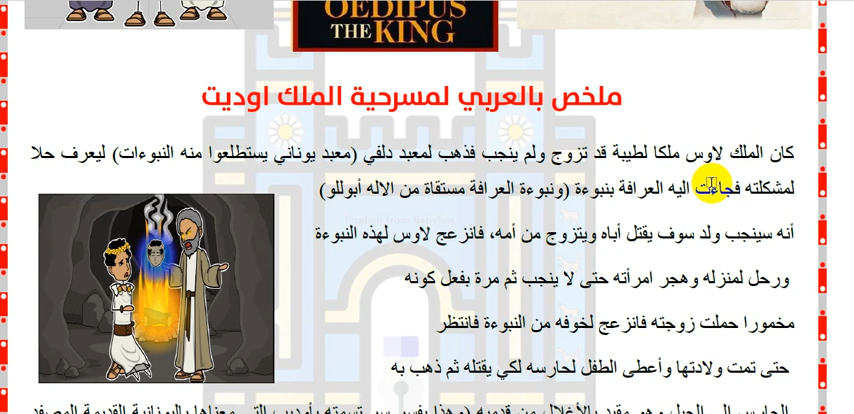 OEDIPUS
THE KING
ملخص بالعربي لمسرحية الملك اوديت
كان الملك لاوس ملكا لطيبة قد تزوج ولم ينجب فذهب لمعبد دلفي (معبد يوناني يستطلعوا منه النبوءات) ليعرف حلا
لمشكلته فجاءت اليه العرافة بنبوءة (ونبوءة العرافة مستقاة من الاله أبوللو)
أنه سينجب ولد سوف يقتل أباه ويتزوج من أمه، فانزعج لاوس لهذه النبوءة
ورحل لمنزله وهجر امرأته حتى لا ينجب ثم مرة بفعل كونه
مخمورا حملت زوجته فانزعج لخوفه من النبوءة فانتظر
حتى تمت ولادتها وأعطى الطفل لحارسه لكي يقتله ثم ذهب به